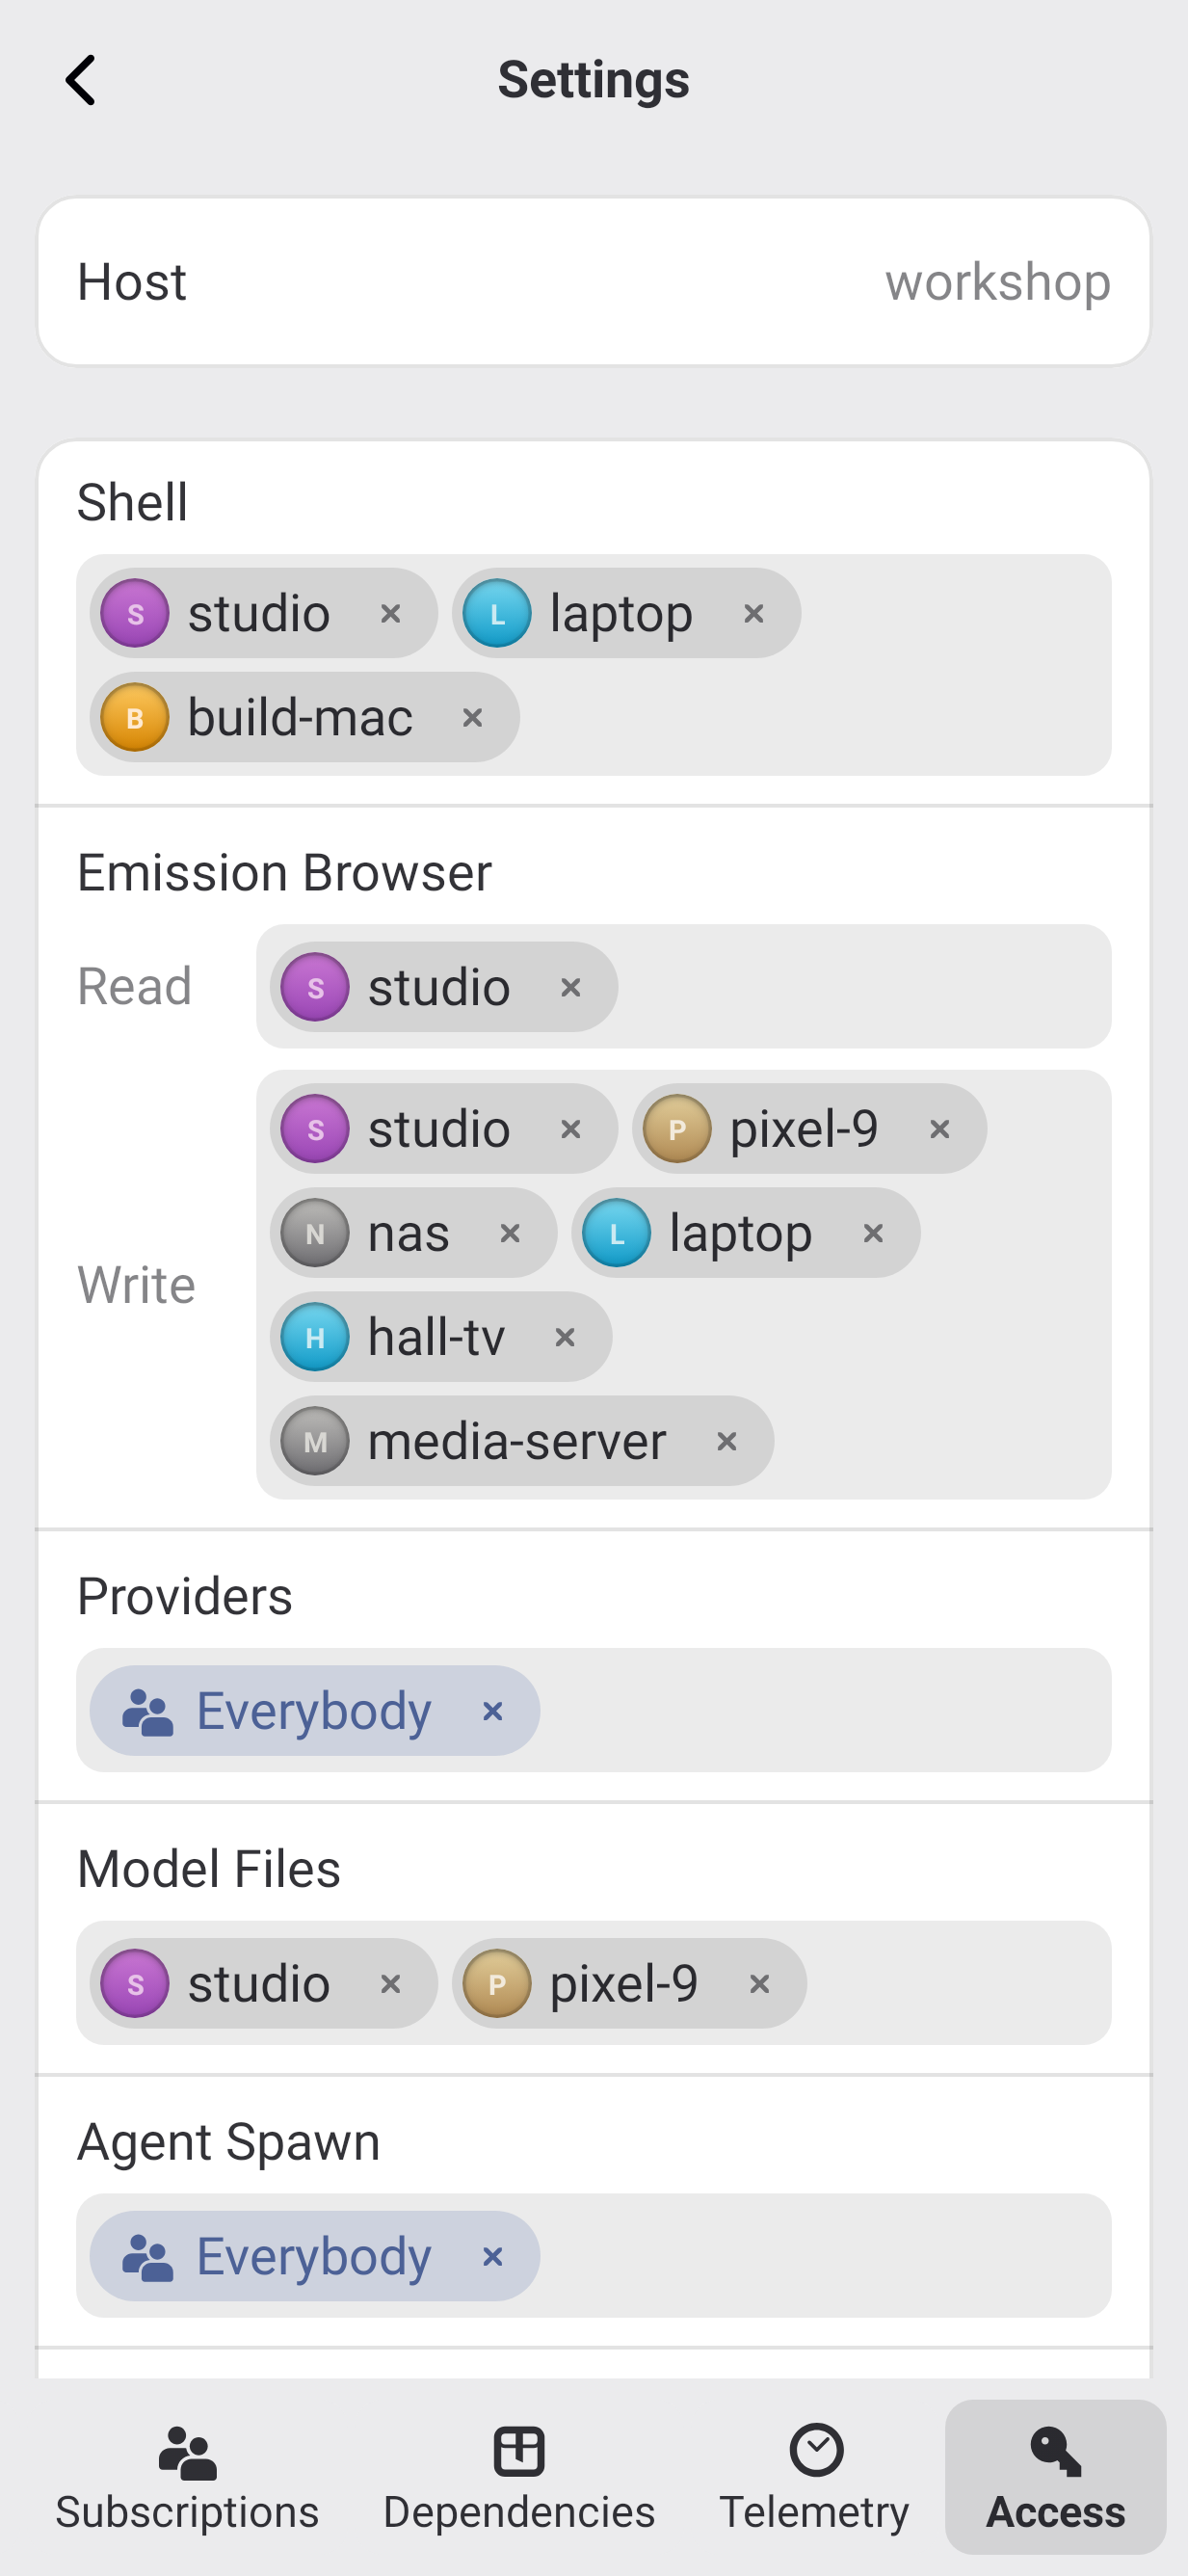 Settings
Host workshop
Shell
S studio × L laptop ×
B build-mac ×
Emission Browser
Read S studio ×
S studio × P pixel-9 ×
N nas × L laptop ×
Write
H hall-tv ×
M media-server ×
Providers
Everybody ×
Model Files
S studio × P pixel-9 ×
Agent Spawn
Everybody ×
Subscriptions Dependencies Telemetry Access